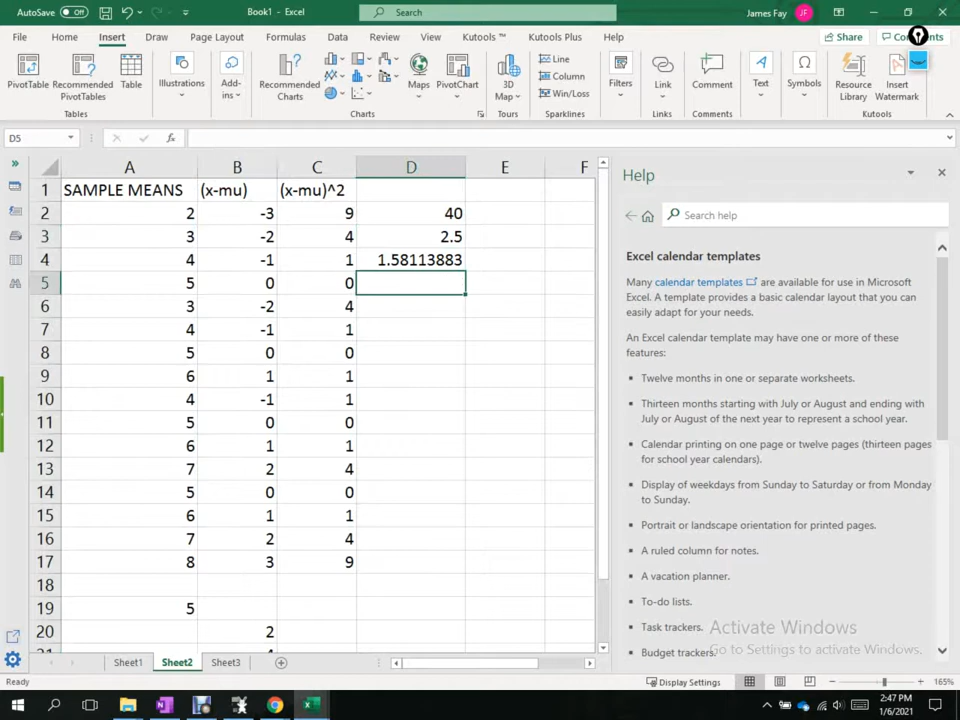 AutoSave Off Book1 - Excel Search James Fay JF
File Home Insert Draw Page Layout Formulas Data Review View Kutools ™ Kutools Plus Help Share
PivotTable Recommended PivotTables Table Illustrations Add-ins Recommended Charts Maps PivotChart 3D Map Line Column Win/Loss Filters Link Comment Text Symbols Resource Library Insert Watermark
Tables Charts Tours Sparklines Filters Links Comments Kutools
D5 fx
A B C D E F
1 SAMPLE MEANS (x-mu) (x-mu)^2
2 2 -3 9 40
3 3 -2 4 2.5
4 4 -1 1 1.58113883
5 5 0 0
6 3 -2 4
7 4 -1 1
8 5 0 0
9 6 1 1
10 4 -1 1
11 5 0 0
12 6 1 1
13 7 2 4
14 5 0 0
15 6 1 1
16 7 2 4
17 8 3 9
18
19 5
20 2
Help
Search help
Excel calendar templates
Many calendar templates are available for use in Microsoft
Excel. A template provides a basic calendar layout that you can
easily adapt for your needs.
An Excel calendar template may have one or more of these
features:
Twelve months in one or separate worksheets.
Thirteen months starting with July or August and ending with
July or August of the next year to represent a school year.
Calendar printing on one page or twelve pages (thirteen pages
for school year calendars).
Display of weekdays from Sunday to Saturday or from Monday
to Sunday.
Portrait or landscape orientation for printed pages.
A ruled column for notes.
A vacation planner.
To-do lists.
Task trackers.
Budget trackers.
Activate Windows
Go to Settings to activate Windows.
Sheet1 Sheet2 Sheet3
Ready Display Settings 165%
2:47 PM
1/6/2021